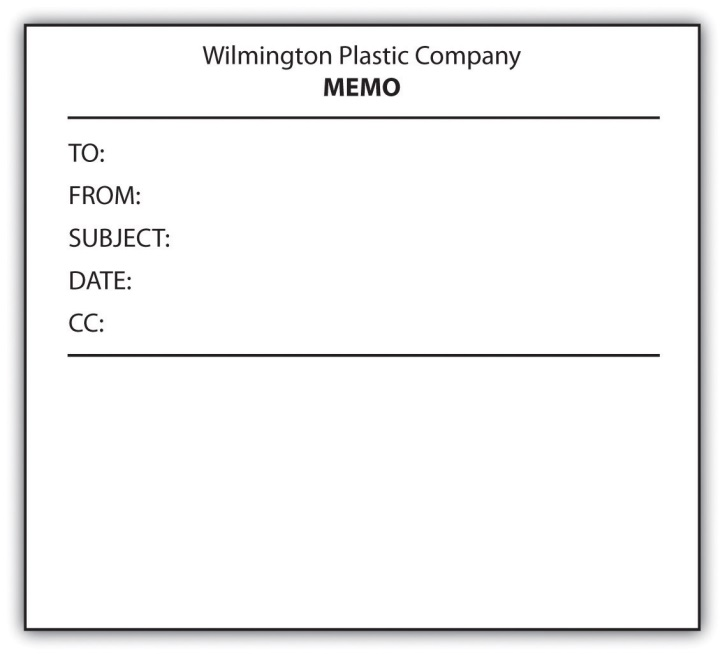 Wilmington Plastic Company
MEMO
TO:
FROM:
SUBJECT:
DATE:
CC: